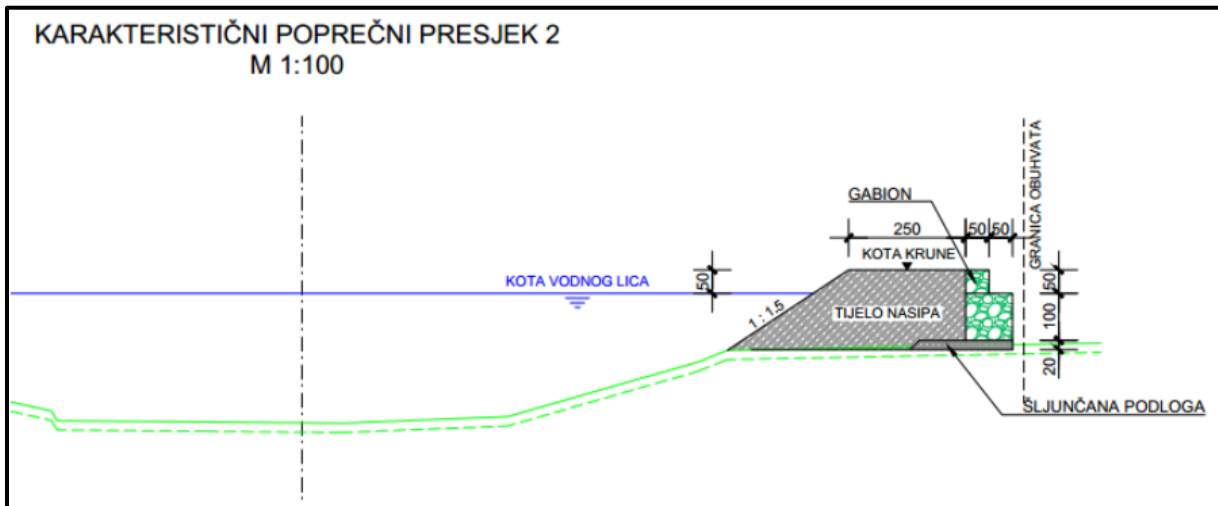 KARAKTERISTIČNI POPREČNI PRESJEK 2
M 1:100
GABION
250
50
50
KOTA KRUNE
GRANICA OBUHVATA
KOTA VODNOG LICA
50
50
1 : 1.5
TIJELO NASIPA
100
20
ŠLJUNČANA PODLOGA